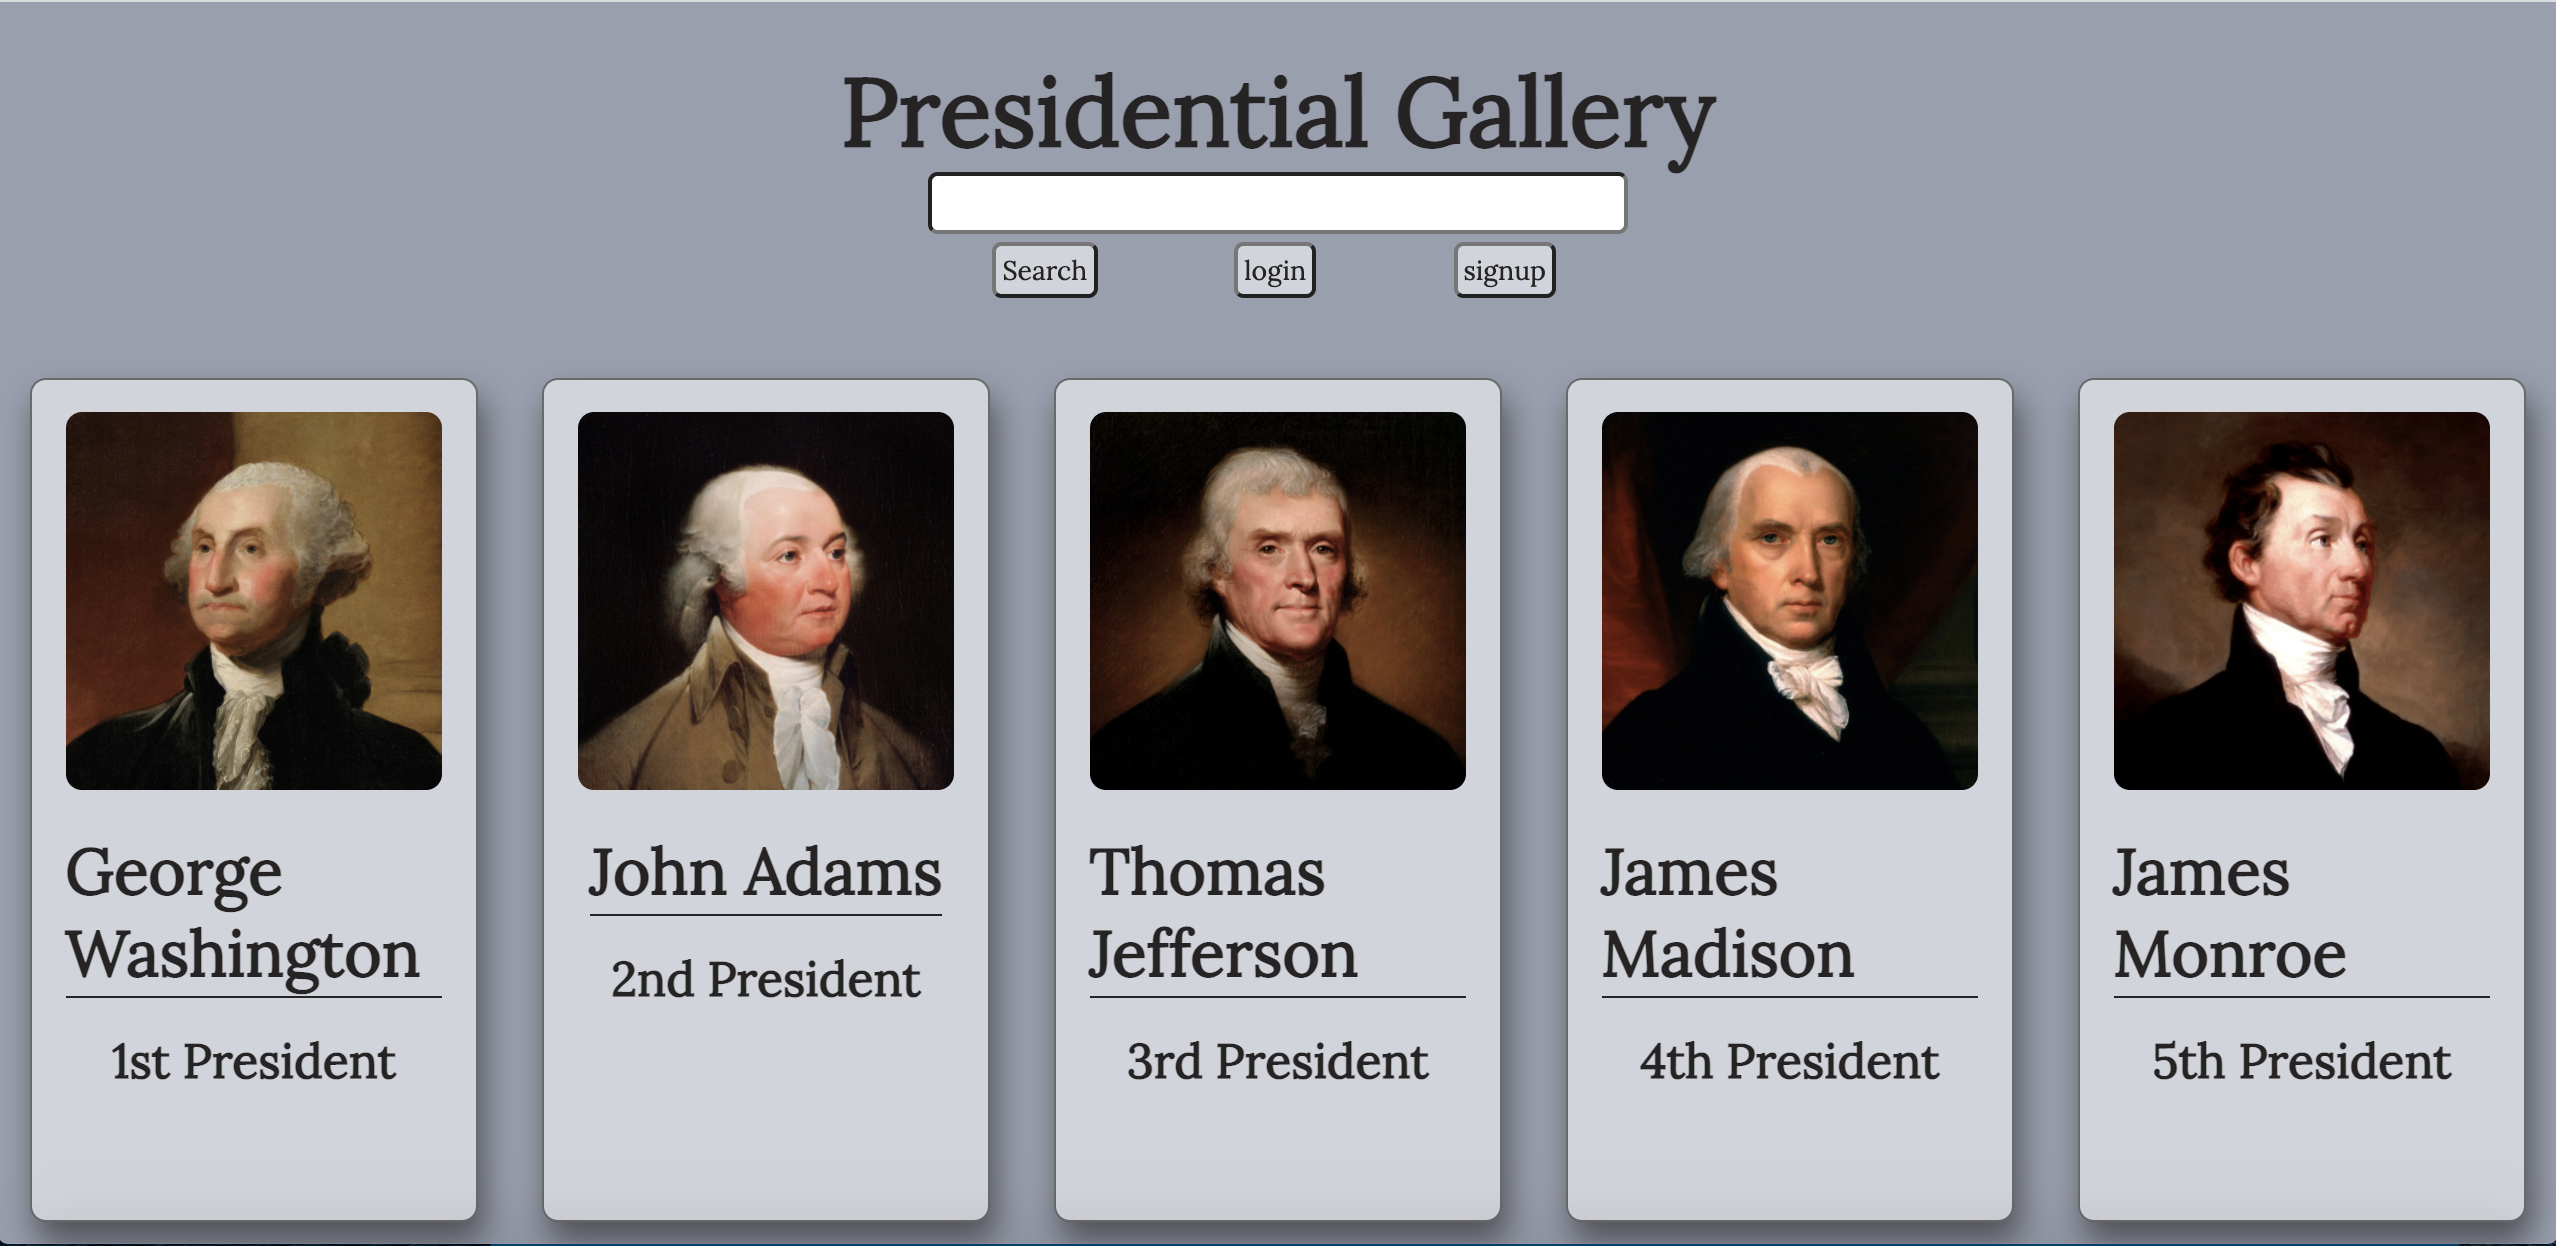 Presidential Gallery
Search login signup
George
Washington
1st President
John Adams
2nd President
Thomas
Jefferson
3rd President
James
Madison
4th President
James
Monroe
5th President